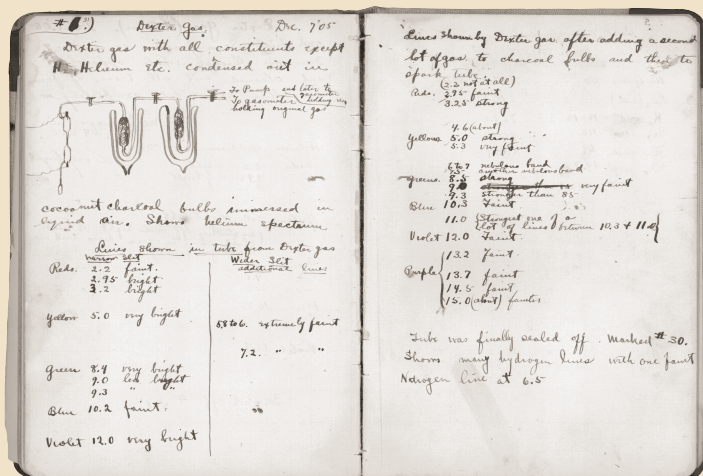 #8.) Dexter Gas. Dec. 7'05
Dexter gas with all constituents except
H., Helium Etc. condensed out in
To Pump and later to
To gasometer gasometer holding
holding original gas
cocoanut charcoal bulbs immersed in
liquid air. Shows helium spectrum
Lines shown in tube from Dexter gas
Narrow Slit
Wider Slit
additional lines
Reds. 2.2 faint.
2.95 bright
3.2 bright
Yellow 5.0 very bright
5.8 to 6. extremely faint
7.2. " "
Green 8.4 very bright
9.0 less bright
9.3 " "
Blue 10.2 faint.
Violet 12.0 very bright
Lines shown by Dexter gas after adding a second
lot of gas to charcoal bulbs and then to
spark tube.
(2.2 not at all)
Reds. 2.95 faint
3.25 strong
4.6 (about)
Yellows 5.0 strong
5.3 very faint
6 to 7 nebulous band
7.5 another nebulous band
Greens. 8.5 strong
9.0 very faint
9.3 stronger than 8.5
Blue 10.3 Faint.
11.0 {Strongest one of a
lot of lines between 10.3 + 11.0}
Violet 12.0 Faint.
13.2 faint
Purple 13.7 faint
14.5 faint
15.0 (about) fainter
Tube was finally sealed off. Marked #30.
Shows many hydrogen lines with one faint
Nitrogen line at 6.5